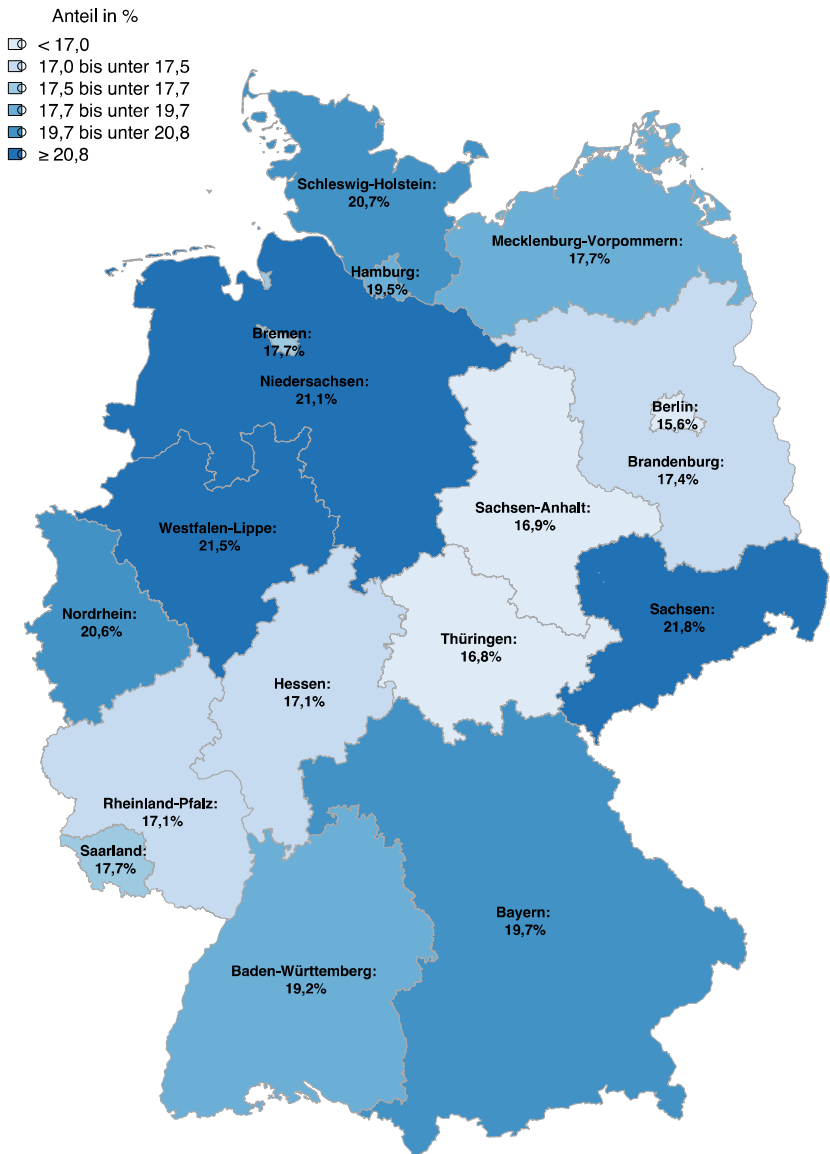 Anteil in %
< 17,0
17,0 bis unter 17,5
17,5 bis unter 17,7
17,7 bis unter 19,7
19,7 bis unter 20,8
≥ 20,8
Schleswig-Holstein:
20,7%
Mecklenburg-Vorpommern:
17,7%
Hamburg:
19,5%
Bremen:
17,7%
Niedersachsen:
21,1%
Berlin:
15,6%
Brandenburg:
17,4%
Sachsen-Anhalt:
16,9%
Westfalen-Lippe:
21,5%
Nordrhein:
20,6%
Sachsen:
21,8%
Thüringen:
16,8%
Hessen:
17,1%
Rheinland-Pfalz:
17,1%
Saarland:
17,7%
Bayern:
19,7%
Baden-Württemberg:
19,2%